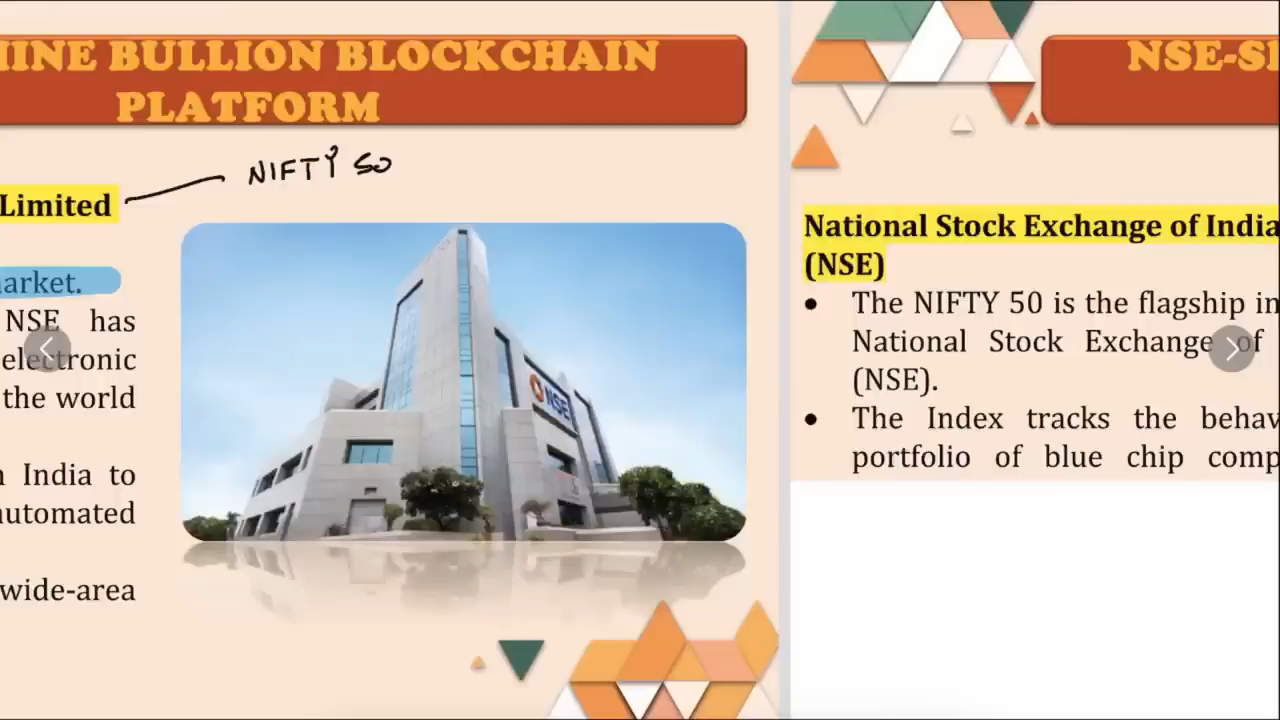 INE BULLION BLOCKCHAIN
PLATFORM
NIFTY 50
Limited
arket.
NSE has
electronic
the world
India to
automated
wide-area
NSE
NSE-S
National Stock Exchange of India
(NSE)
• The NIFTY 50 is the flagship in
National Stock Exchange of
(NSE).
• The Index tracks the behav
portfolio of blue chip comp